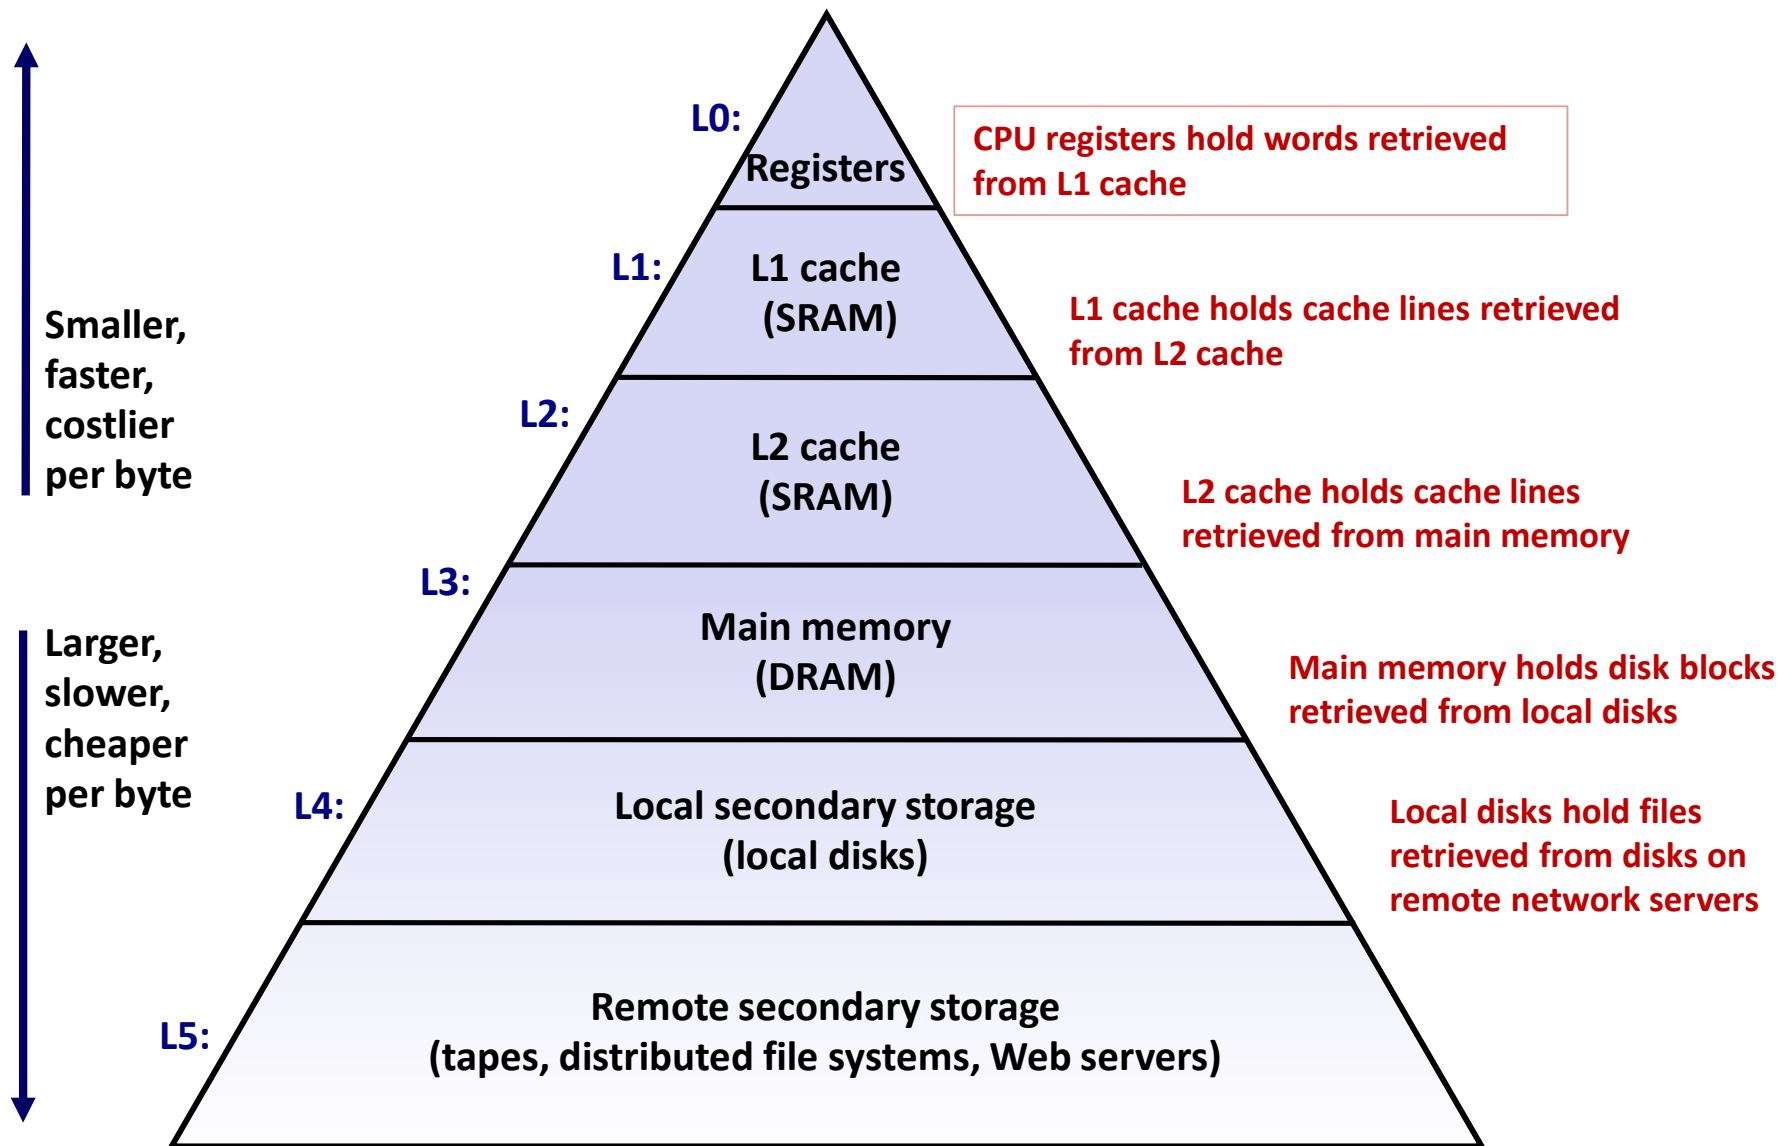 L0:
Registers
CPU registers hold words retrieved
from L1 cache
L1:
L1 cache
(SRAM)
L1 cache holds cache lines retrieved
from L2 cache
Smaller,
faster,
costlier
per byte
L2:
L2 cache
(SRAM)
L2 cache holds cache lines
retrieved from main memory
L3:
Main memory
(DRAM)
Main memory holds disk blocks
retrieved from local disks
Larger,
slower,
cheaper
per byte
L4:
Local secondary storage
(local disks)
Local disks hold files
retrieved from disks on
remote network servers
L5:
Remote secondary storage
(tapes, distributed file systems, Web servers)